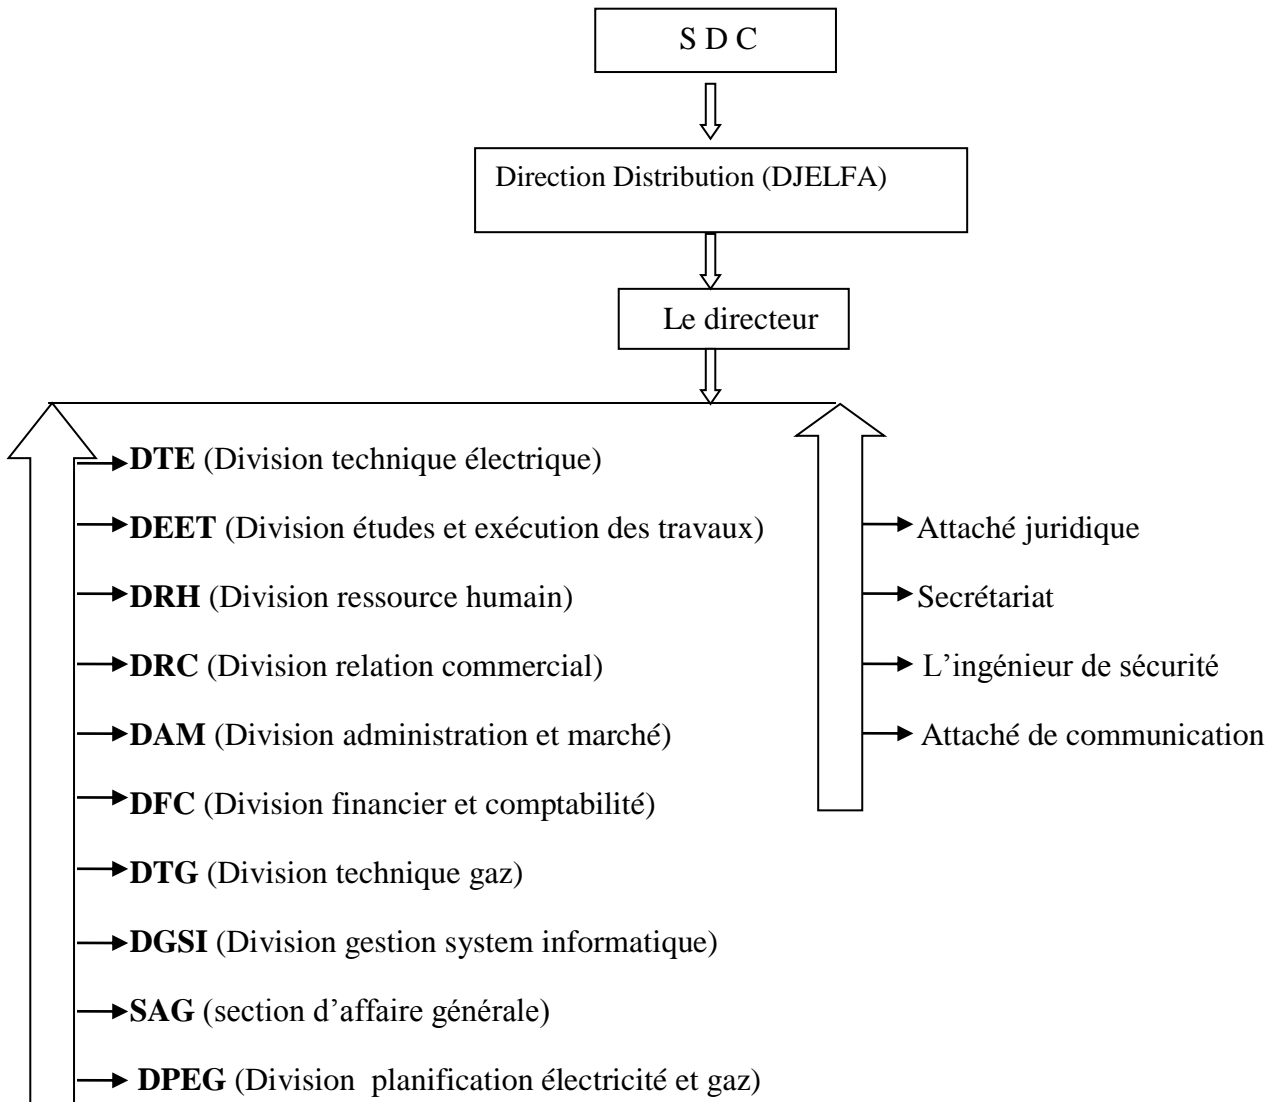 S D C
Direction Distribution (DJELFA)
Le directeur
DTE (Division technique électrique)
DEET (Division études et exécution des travaux)
DRH (Division ressource humain)
DRC (Division relation commercial)
DAM (Division administration et marché)
DFC (Division financier et comptabilité)
DTG (Division technique gaz)
DGSI (Division gestion system informatique)
SAG (section d’affaire générale)
DPEG (Division planification électricité et gaz)
Attaché juridique
Secrétariat
L’ingénieur de sécurité
Attaché de communication